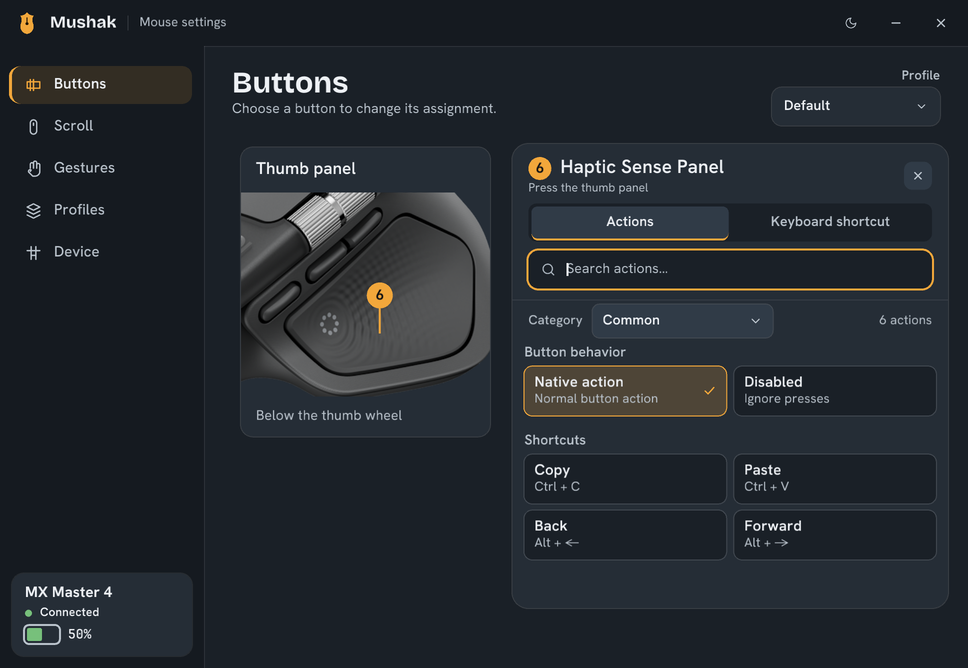 Mushak
Mouse settings
Buttons
Scroll
Gestures
Profiles
Device
MX Master 4
Connected
50%
Buttons
Choose a button to change its assignment.
Profile
Default
Thumb panel
6
Below the thumb wheel
6 Haptic Sense Panel
Press the thumb panel
Actions
Keyboard shortcut
Search actions...
Category
Common
6 actions
Button behavior
Native action
Normal button action
Disabled
Ignore presses
Shortcuts
Copy
Ctrl + C
Paste
Ctrl + V
Back
Alt + ←
Forward
Alt + →